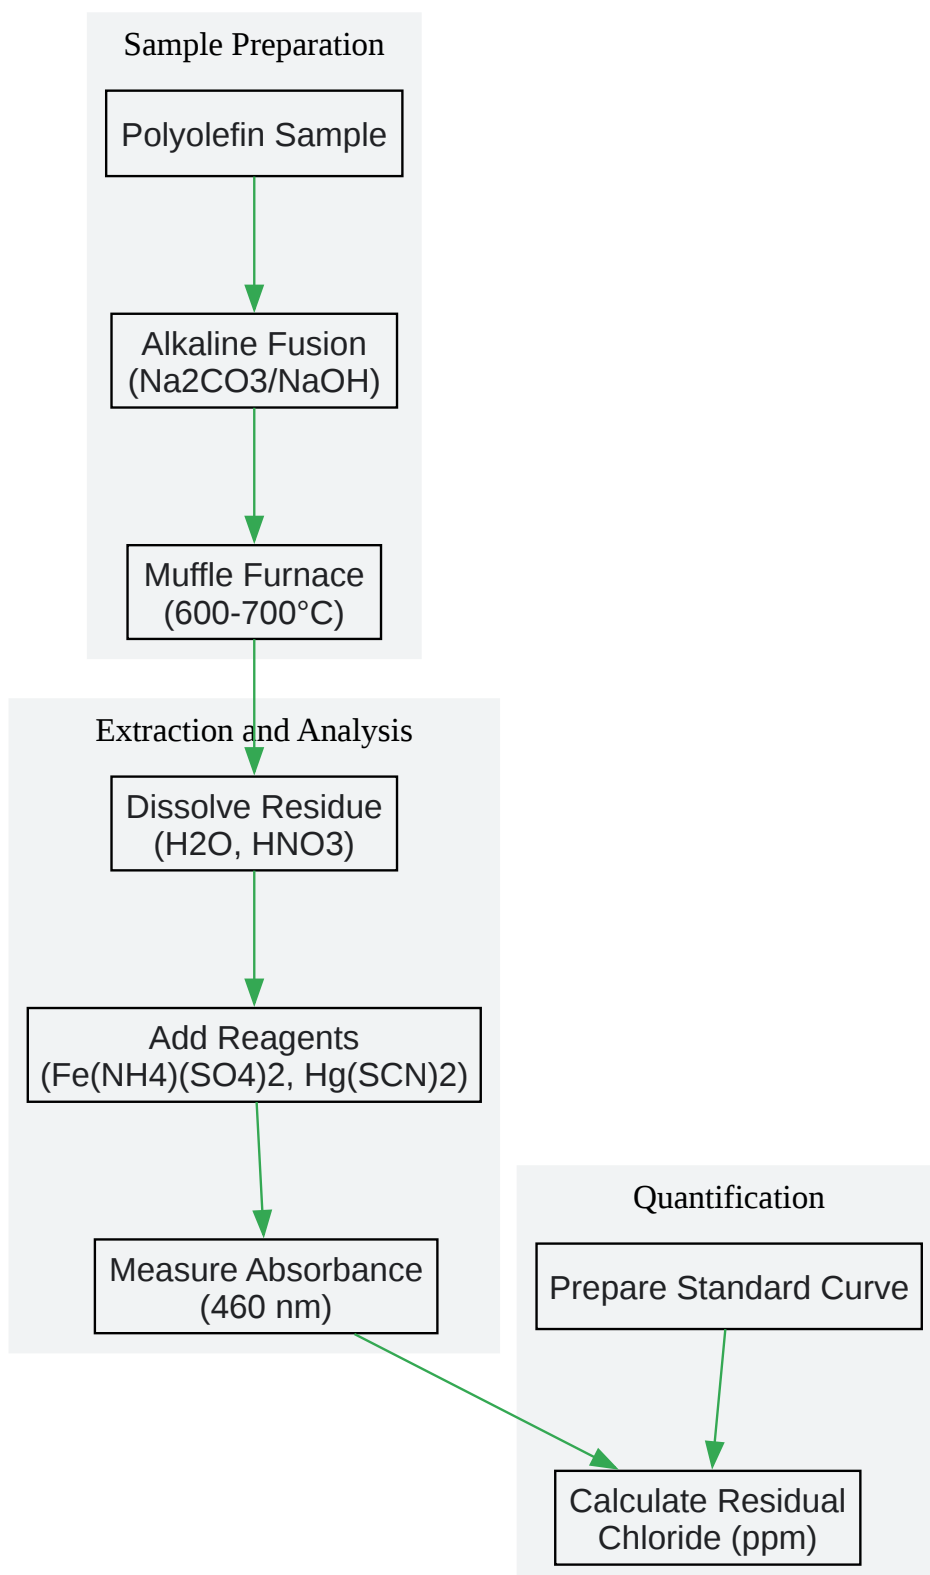 Sample Preparation
Polyolefin Sample
Alkaline Fusion
(Na2CO3/NaOH)
Muffle Furnace
(600-700°C)
Extraction and Analysis
Dissolve Residue
(H2O, HNO3)
Add Reagents
(Fe(NH4)(SO4)2, Hg(SCN)2)
Measure Absorbance
(460 nm)
Quantification
Prepare Standard Curve
Calculate Residual
Chloride (ppm)